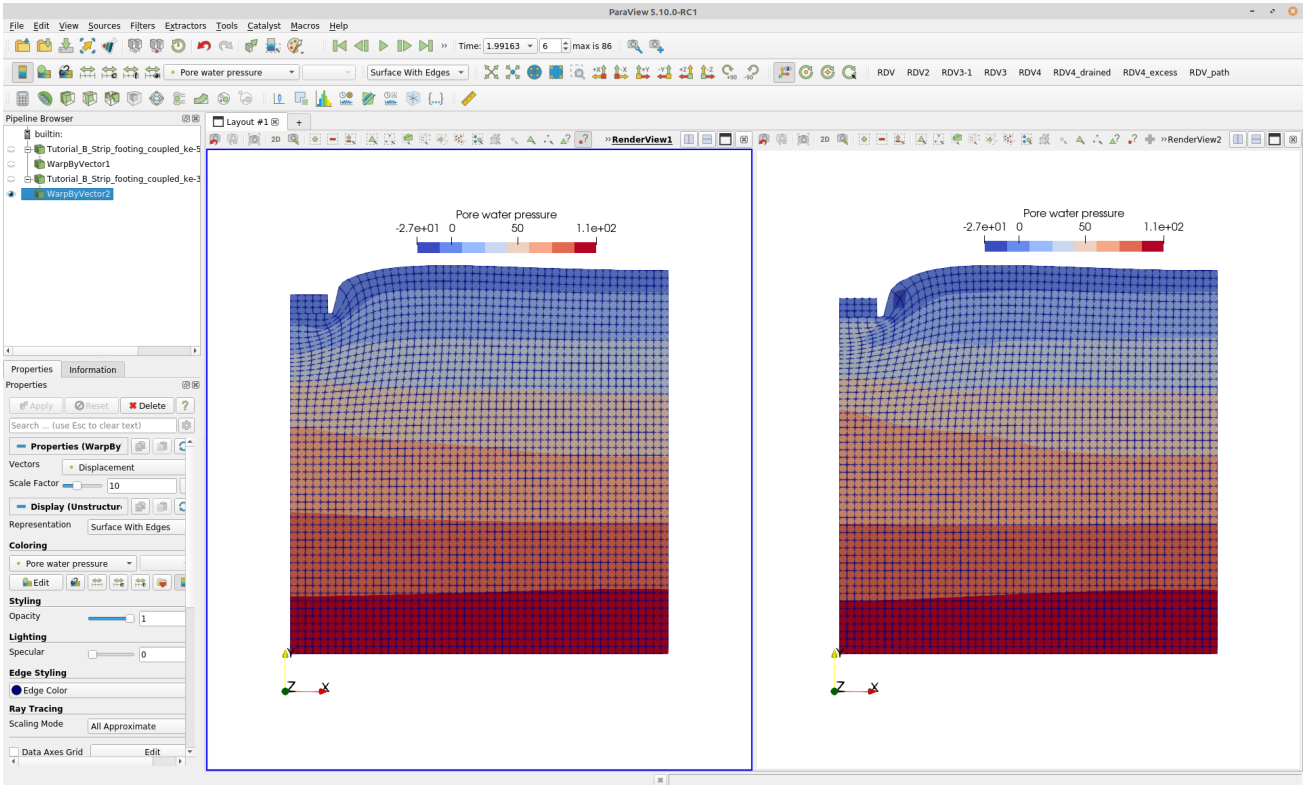 ParaView 5.10.0-RC1
File Edit View Sources Filters Extractors Tools Catalyst Macros Help
Time: 1.99163 6 max is 86
Pore water pressure Surface With Edges RDV RDV2 RDV3-1 RDV3 RDV4 RDV4_drained RDV4_excess RDV_path
Pipeline Browser
builtin:
Tutorial_B_Strip_footing_coupled_ke-5
WarpByVector1
Tutorial_B_Strip_footing_coupled_ke-3
WarpByVector2
Properties Information
Properties
Apply Reset Delete ?
Search ... (use Esc to clear text)
Properties (WarpBy
Vectors Displacement
Scale Factor 10
Display (Unstructur
Representation Surface With Edges
Coloring
Pore water pressure
Edit
Styling
Opacity 1
Lighting
Specular 0
Edge Styling
Edge Color
Ray Tracing
Scaling Mode All Approximate
Data Axes Grid Edit
Layout #1 +
2D »RenderView1
Pore water pressure
-2.7e+01 0 50 1.1e+02
Y
Z X
2D »RenderView2
Pore water pressure
-2.7e+01 0 50 1.1e+02
Y
Z X